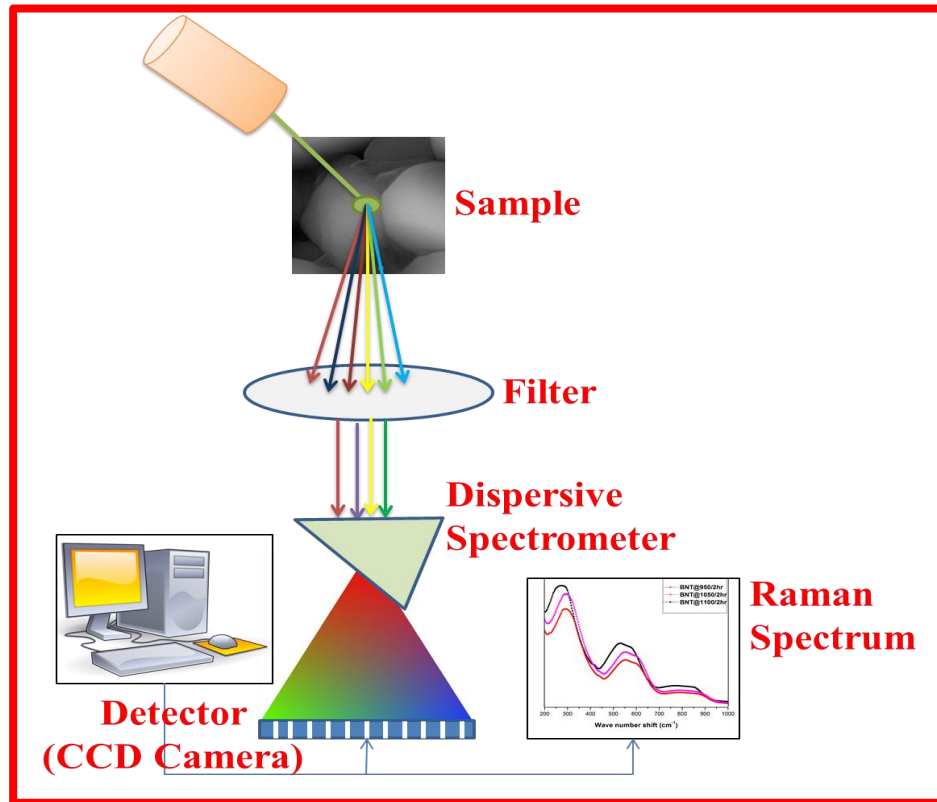 Sample
Filter
Dispersive
Spectrometer
BNT@950/2hr
BNT@1050/2hr
BNT@1100/2hr
200 300 400 500 600 700 800 900 1000
Wave number shift (cm⁻¹)
Raman
Spectrum
Detector
(CCD Camera)